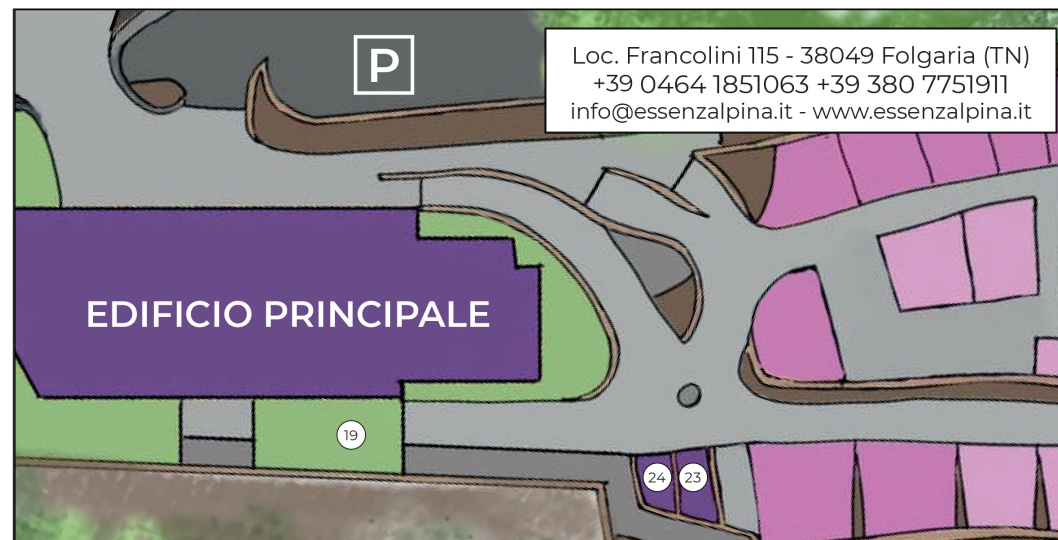 P
Loc. Francolini 115 - 38049 Folgaria (TN)
+39 0464 1851063 +39 380 7751911
info@essenzalpina.it - www.essenzalpina.it
EDIFICIO PRINCIPALE
19
24
23